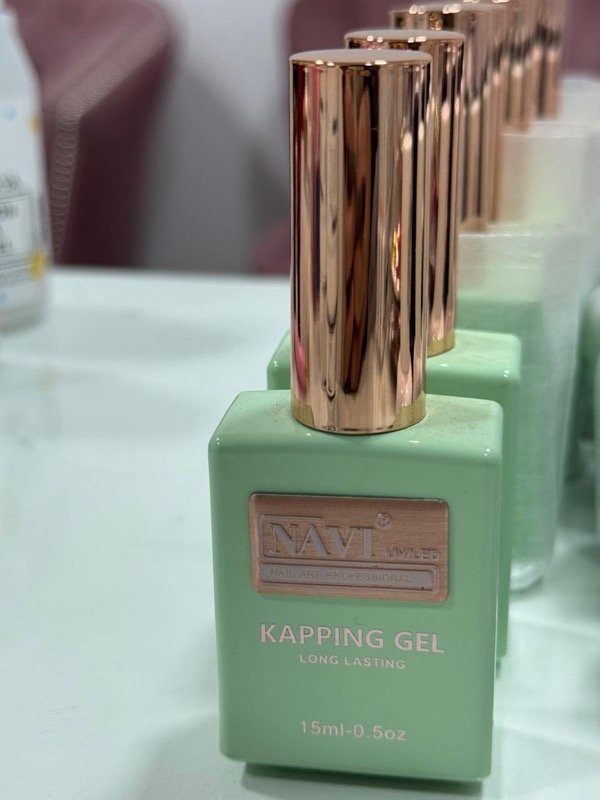 NAVI®
UV/LED
NAIL ART PROFESSIONAL
KAPPING GEL
LONG LASTING
15ml-0.5oz